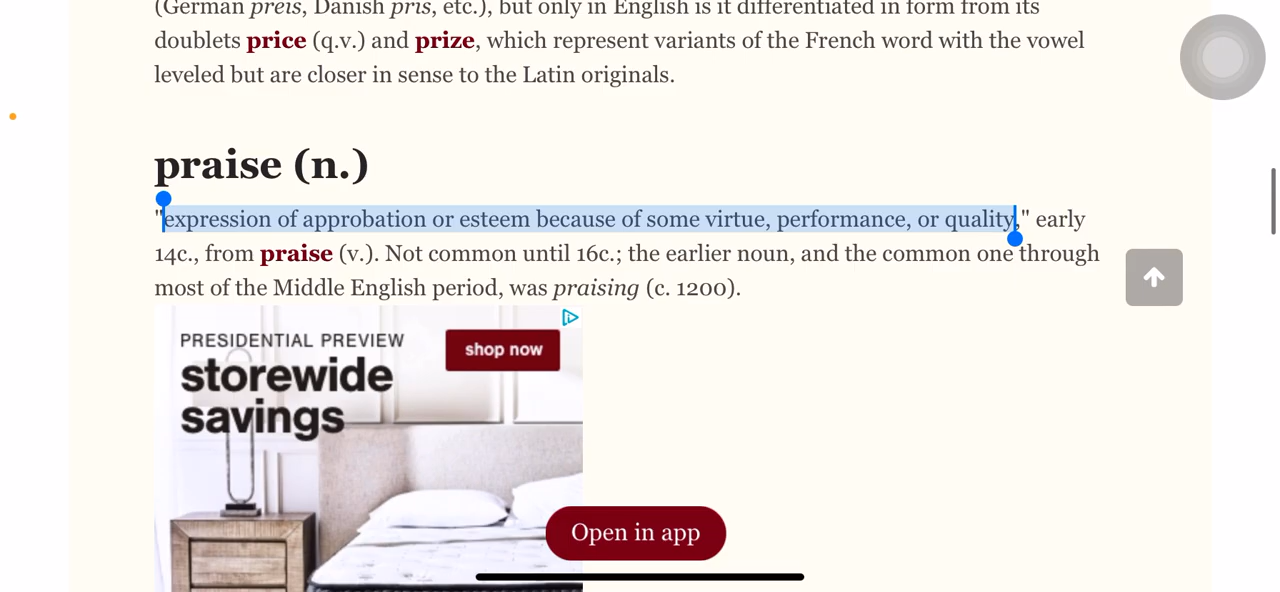 (German preis, Danish pris, etc.), but only in English is it differentiated in form from its
doublets price (q.v.) and prize, which represent variants of the French word with the vowel
leveled but are closer in sense to the Latin originals.
praise (n.)
"expression of approbation or esteem because of some virtue, performance, or quality," early
14c., from praise (v.). Not common until 16c.; the earlier noun, and the common one through
most of the Middle English period, was praising (c. 1200).
PRESIDENTIAL PREVIEW
storewide
savings
shop now
Open in app